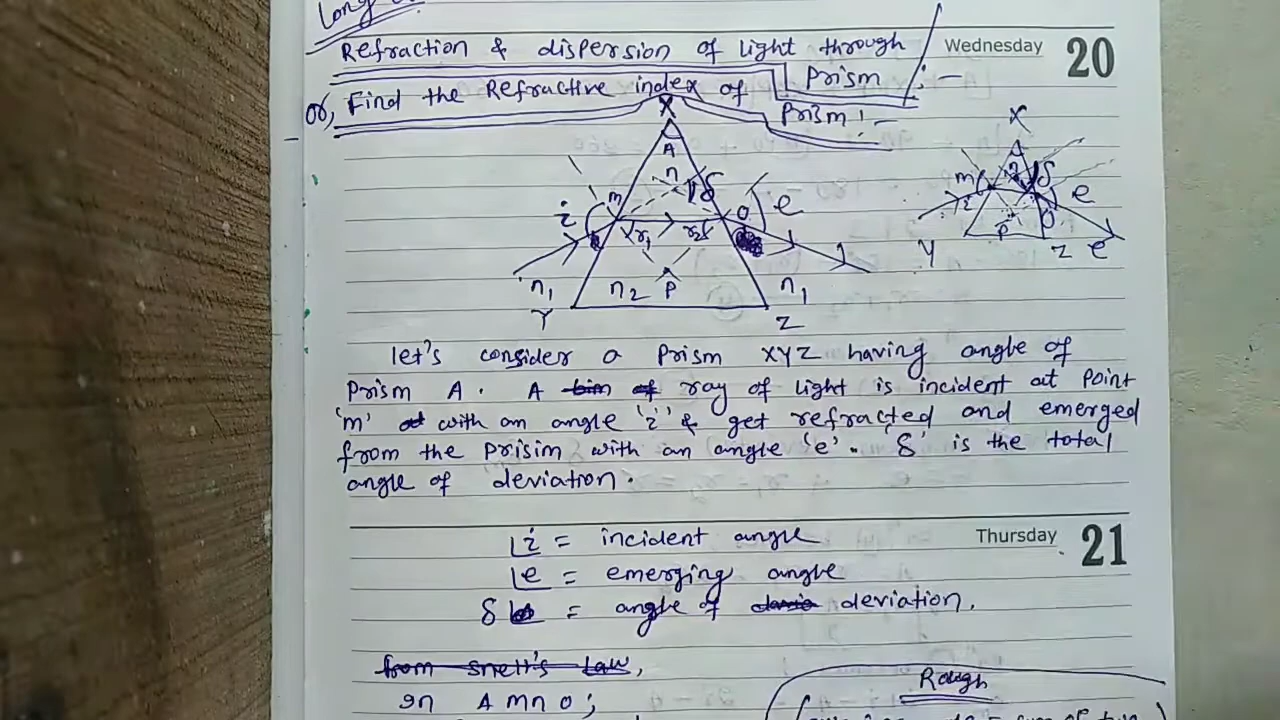 Long
Refraction & dispersion of light through Prism :-
Wednesday 20
Or, Find the Refractive index of Prism :-
X
A
n
δ
m
i
r1
r2
O
e
n1
n2
P
n1
Y
Z
X
n
δ
m
i
e
P
O
Y
Z
e
let's consider a Prism XYZ having angle of
Prism A. A bim of ray of light is incident at Point
'm' at with an angle 'i' & get refracted and emerged
from the Prisim with an angle 'e'. 'δ' is the total
angle of deviation.
Thursday 21
∠i = incident angle
∠e = emerging angle
δ = angle of deviation.
from snell's Law,
In Δ mno;
Rough